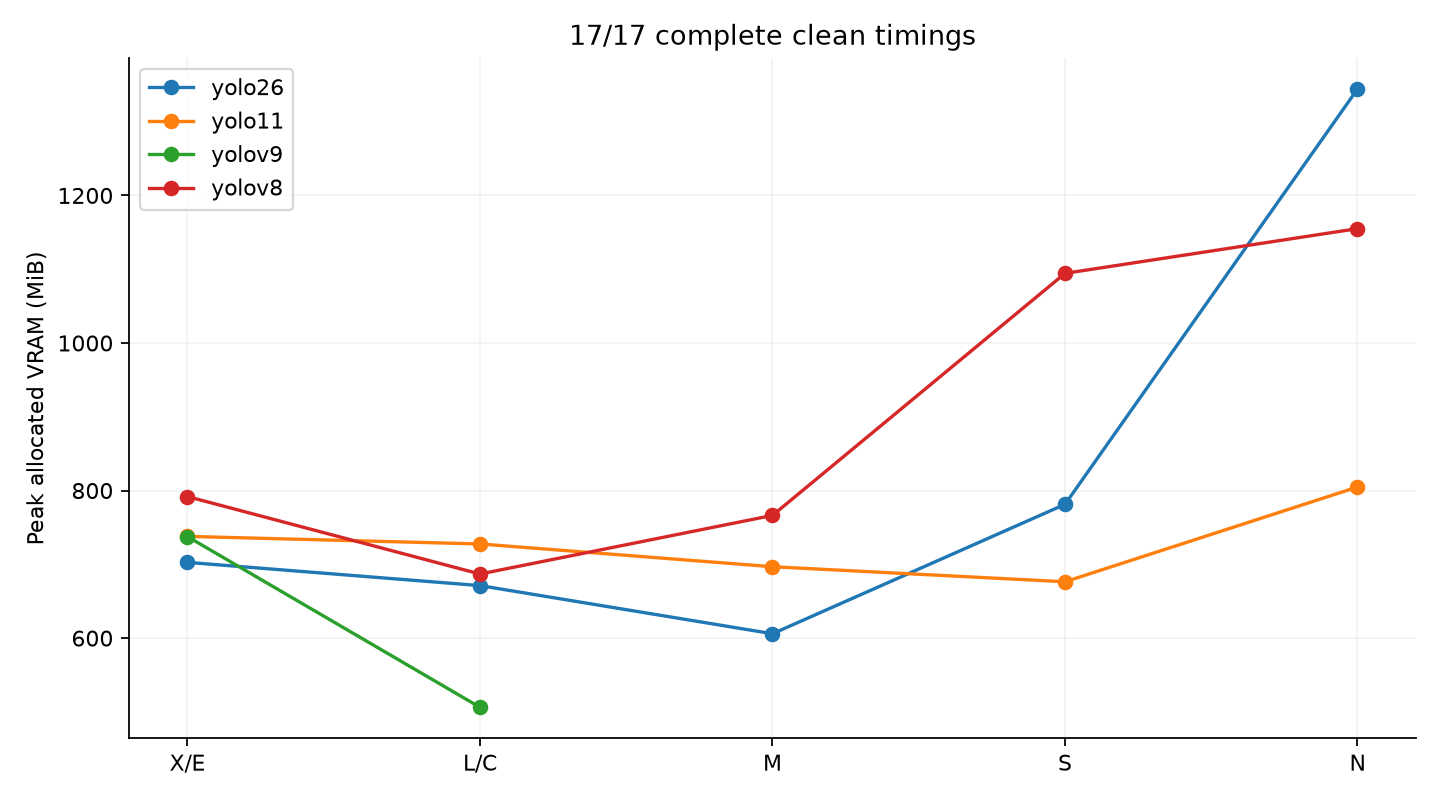 17/17 complete clean timings
yolo26
yolo11
yolov9
yolov8
Peak allocated VRAM (MiB)
1200
1000
800
600
X/E L/C M S N